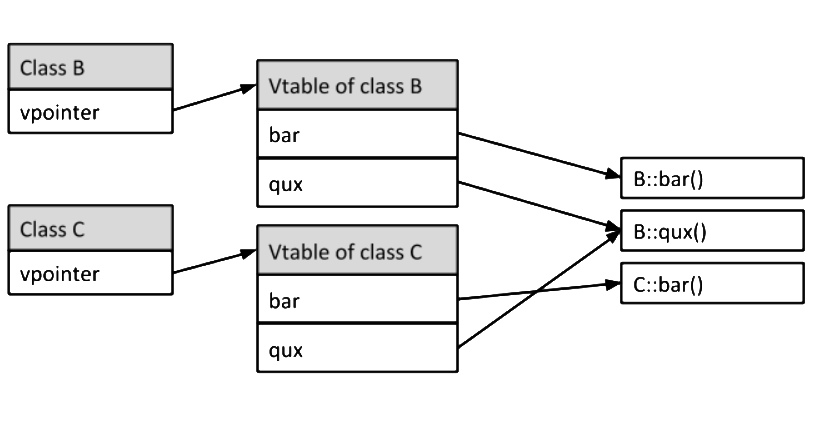 Class B
vpointer
Vtable of class B
bar
qux
B::bar()
B::qux()
C::bar()
Class C
vpointer
Vtable of class C
bar
qux